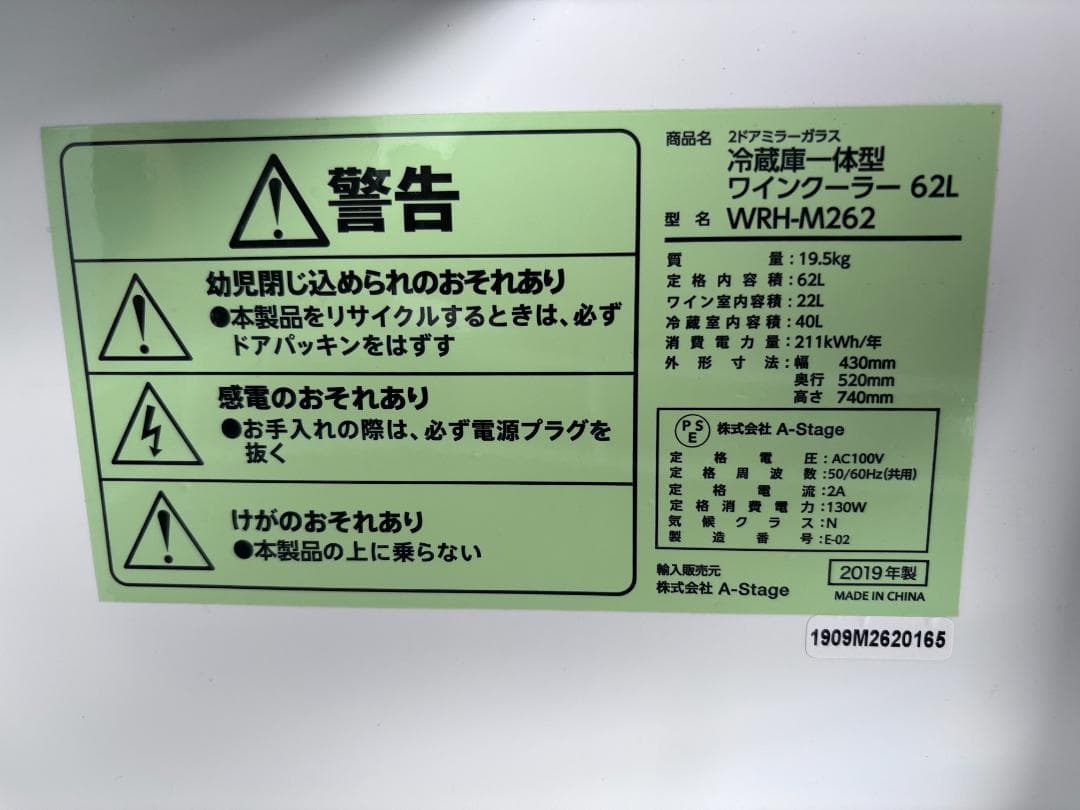 警告
幼児閉じ込められのおそれあり
●本製品をリサイクルするときは、必ず
ドアパッキンをはずす
感電のおそれあり
●お手入れの際は、必ず電源プラグを
抜く
けがのおそれあり
●本製品の上に乗らない
商品名 2ドアミラーガラス
冷蔵庫一体型
ワインクーラー 62L
型名 WRH-M262
質量:19.5kg
定格内容積:62L
ワイン室内容積:22L
冷蔵室内容積:40L
消費電力量:211kWh/年
外形寸法:幅 430mm
奥行 520mm
高さ 740mm
PSE 株式会社 A-Stage
定格電圧:AC100V
定格周波数:50/60Hz(共用)
定格電流:2A
定格消費電力:130W
気候クラス:N
製造番号:E-02
輸入販売元
株式会社 A-Stage
2019年製
MADE IN CHINA
1909M2620165